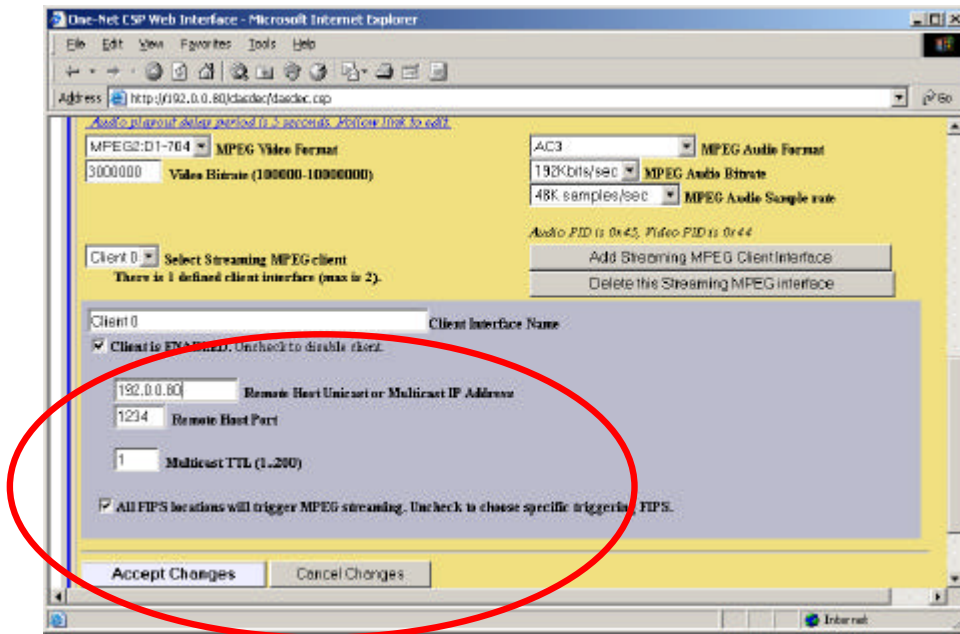 One-Net CSP Web Interface - Microsoft Internet Explorer
File Edit View Favorites Tools Help
Address http://192.0.0.80/dasdec/dasdec.csp Go
Audio playout delay period is 5 seconds. Follow link to edit.
MPEG2:D1-704 MPEG Video Format
AC3 MPEG Audio Format
3000000 Video Bitrate (100000-10000000)
192Kbits/sec MPEG Audio Bitrate
48K samples/sec MPEG Audio Sample rate
Audio PID is 0x45, Video PID is 0x44
Client 0 Select Streaming MPEG client
Add Streaming MPEG Client Interface
There is 1 defined client interface (max is 2).
Delete this Streaming MPEG interface
Client 0 Client Interface Name
Client is ENABLED. Uncheck to disable client.
192.0.0.80 Remote Host Unicast or Multicast IP Address
1234 Remote Host Port
1 Multicast TTL (1..200)
All FIPS locations will trigger MPEG streaming. Uncheck to choose specific triggering FIPS.
Accept Changes Cancel Changes
Internet